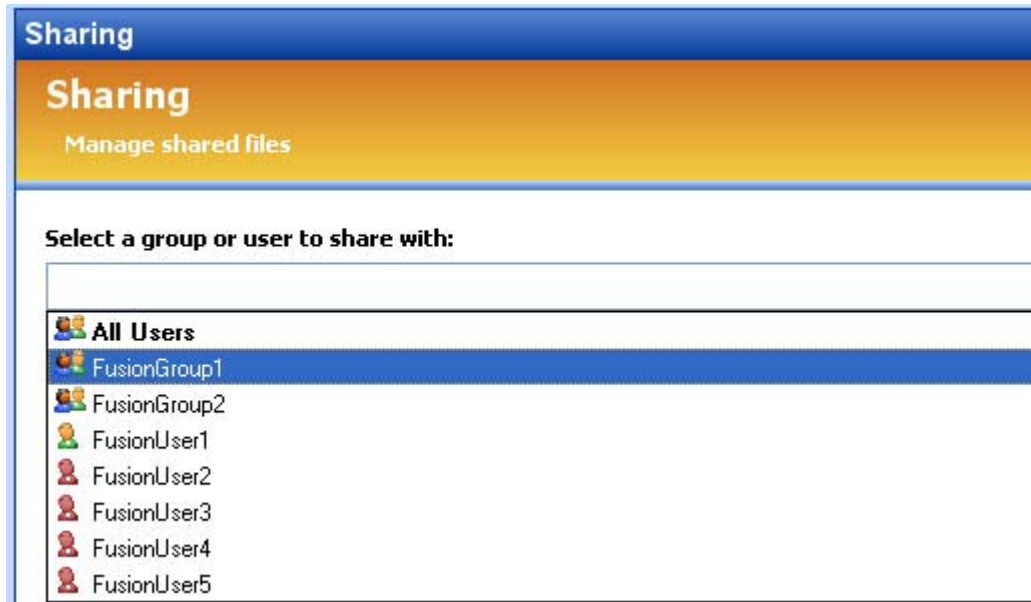 Sharing
Sharing
Manage shared files
Select a group or user to share with:
All Users
FusionGroup1
FusionGroup2
FusionUser1
FusionUser2
FusionUser3
FusionUser4
FusionUser5